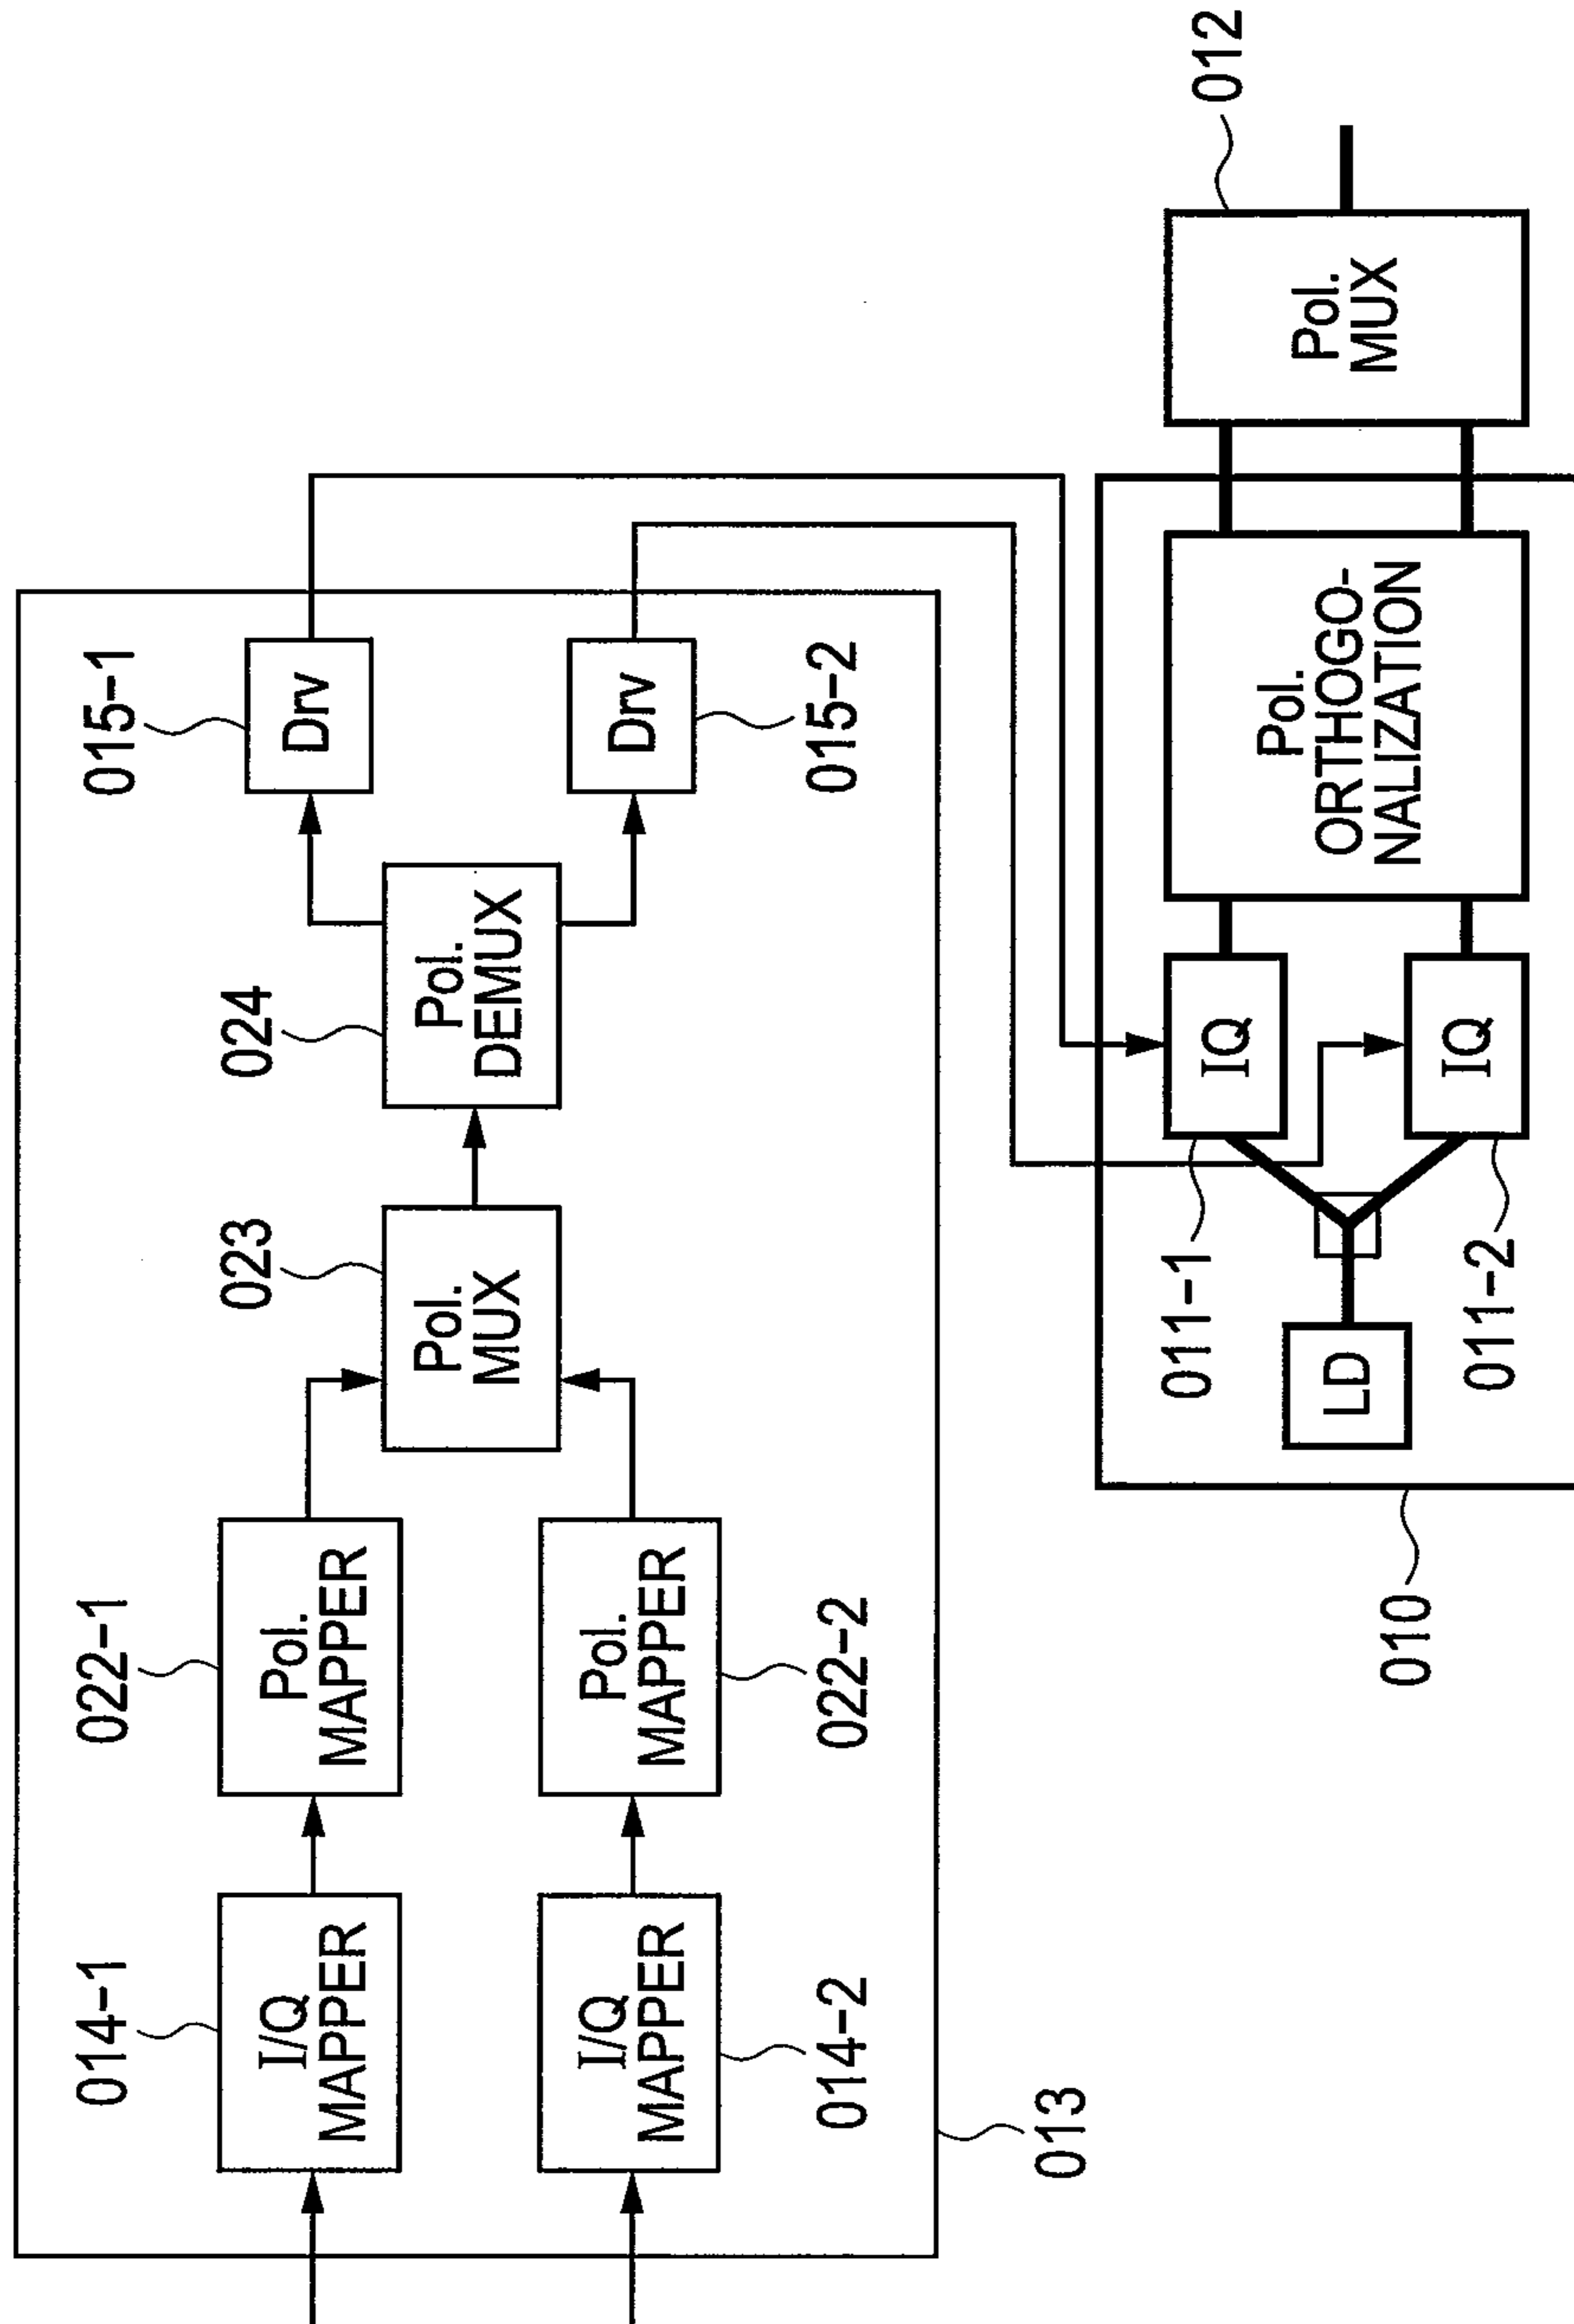 014-1
I/Q
MAPPER
022-1
Pol.
MAPPER
023
Pol.
MUX
024
Pol.
DEMUX
015-1
Drv
014-2
I/Q
MAPPER
022-2
Pol.
MAPPER
015-2
Drv
013
010
LD
011-1
IQ
011-2
IQ
Pol.
ORTHOGO-
NALIZATION
Pol.
MUX
012